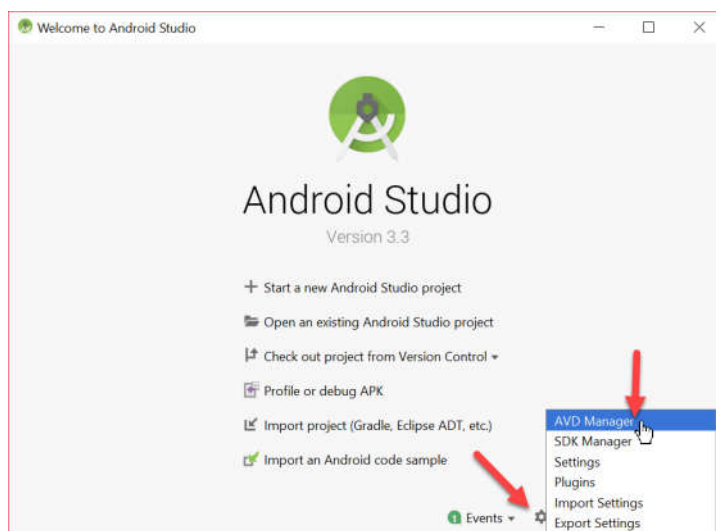 Welcome to Android Studio
Android Studio
Version 3.3
Start a new Android Studio project
Open an existing Android Studio project
Check out project from Version Control
Profile or debug APK
Import project (Gradle, Eclipse ADT, etc.)
Import an Android code sample
AVD Manager
SDK Manager
Settings
Plugins
Import Settings
Export Settings
1 Events